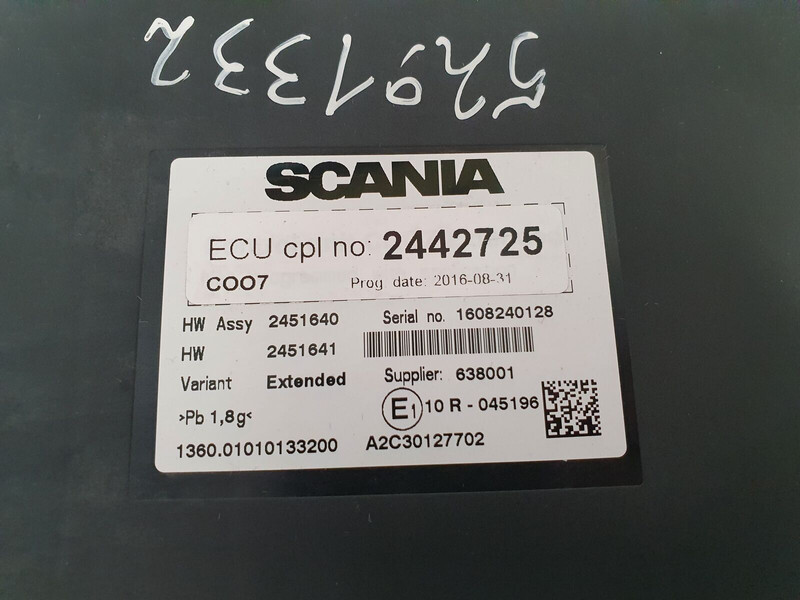 SCANIA
ECU cpl no: 2442725
COO7 Prog date: 2016-08-31
HW Assy 2451640 Serial no. 1608240128
HW 2451641
Variant Extended Supplier: 638001
>Pb 1,8g< E1 10 R - 045196
1360.01010133200 A2C30127702